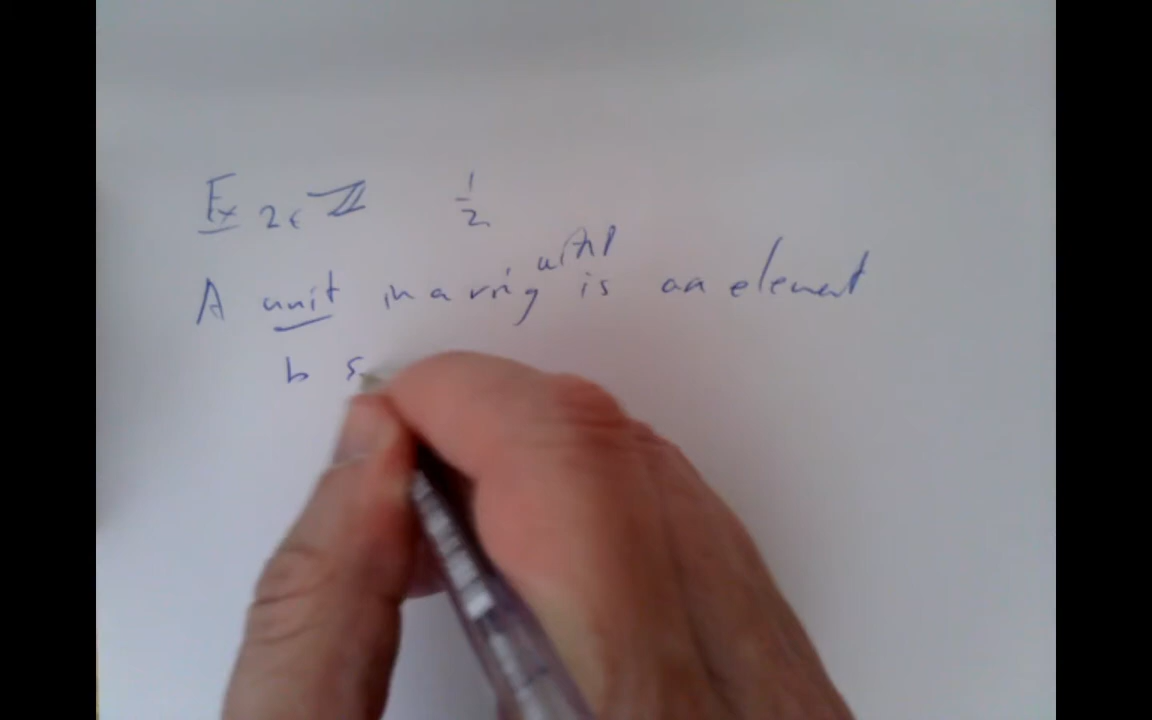 Ex 2 ∈ ℤ 1/2
A unit in a ring with 1 is an element
b s